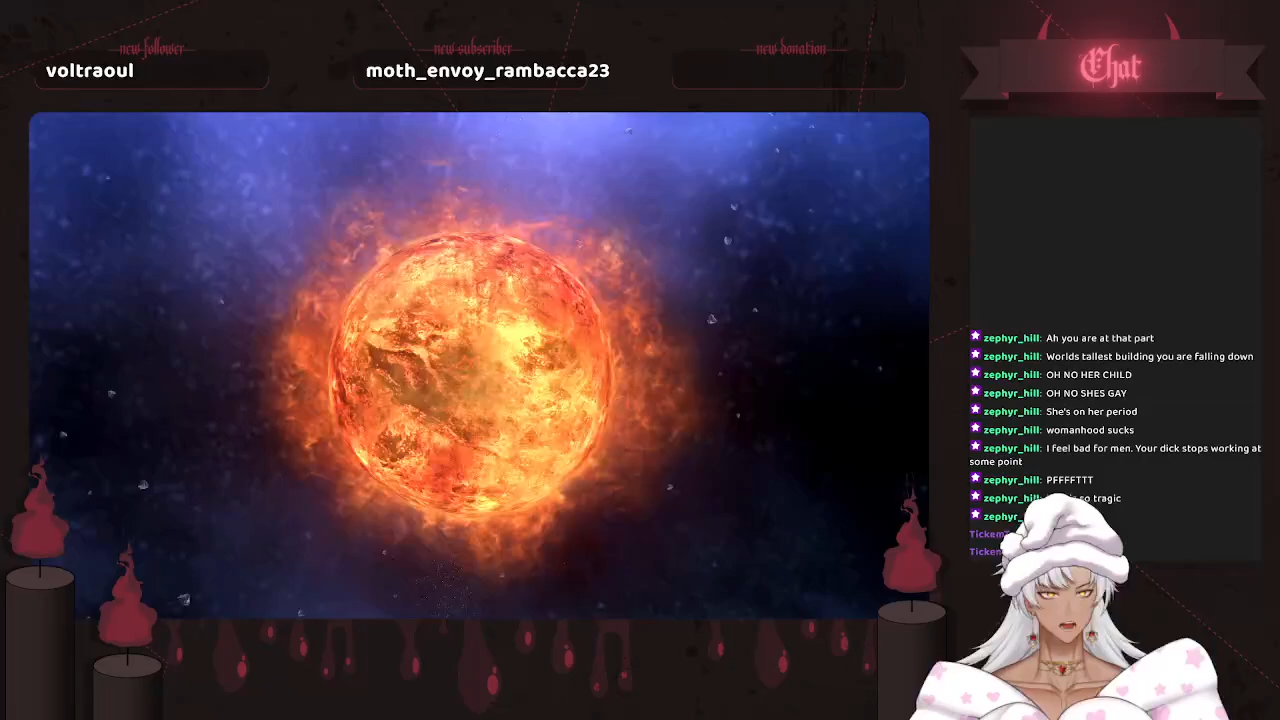 new follower
new subscriber
new donation
voltraoul
moth_envoy_rambacca23
Chat
zephyr_hill: Ah you are at that part
zephyr_hill: Worlds tallest building you are falling down
zephyr_hill: OH NO HER CHILD
zephyr_hill: OH NO SHES GAY
zephyr_hill: She's on her period
zephyr_hill: womanhood sucks
zephyr_hill: I feel bad for men. Your dick stops working at
some point
zephyr_hill: PFFFFTTT
zephyr_hill so tragic
zephyr_